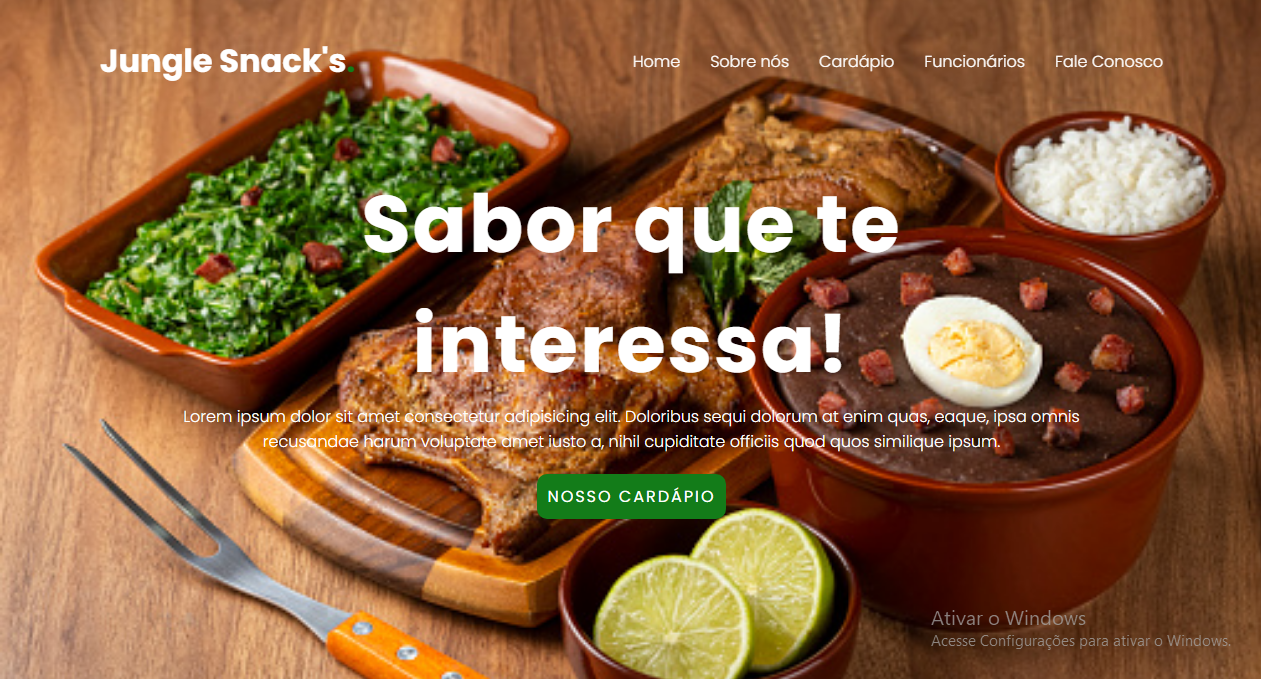 Jungle Snack's.
Home Sobre nós Cardápio Funcionários Fale Conosco
Sabor que te
interessa!
Lorem ipsum dolor sit amet consectetur adipisicing elit. Doloribus sequi dolorum at enim quas, eaque, ipsa omnis
recusandae harum voluptate amet iusto a, nihil cupiditate officiis quod quos similique ipsum.
NOSSO CARDÁPIO
Ativar o Windows
Acesse Configurações para ativar o Windows.